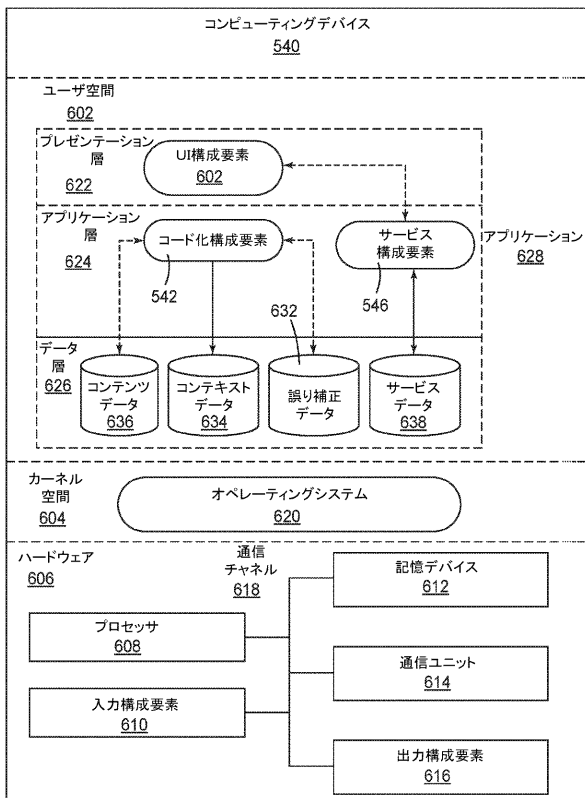 コンピューティングデバイス
540
ユーザ空間
602
プレゼンテーション
層
622
UI構成要素
602
アプリケーション
層
624
コード化構成要素
542
サービス
構成要素
546
アプリケーション
628
632
データ
層
626
コンテンツ
データ
636
コンテキスト
データ
634
誤り補正
データ
サービス
データ
638
カーネル
空間
604
オペレーティングシステム
620
ハードウェア
606
通信
チャネル
618
記憶デバイス
612
プロセッサ
608
通信ユニット
614
入力構成要素
610
出力構成要素
616